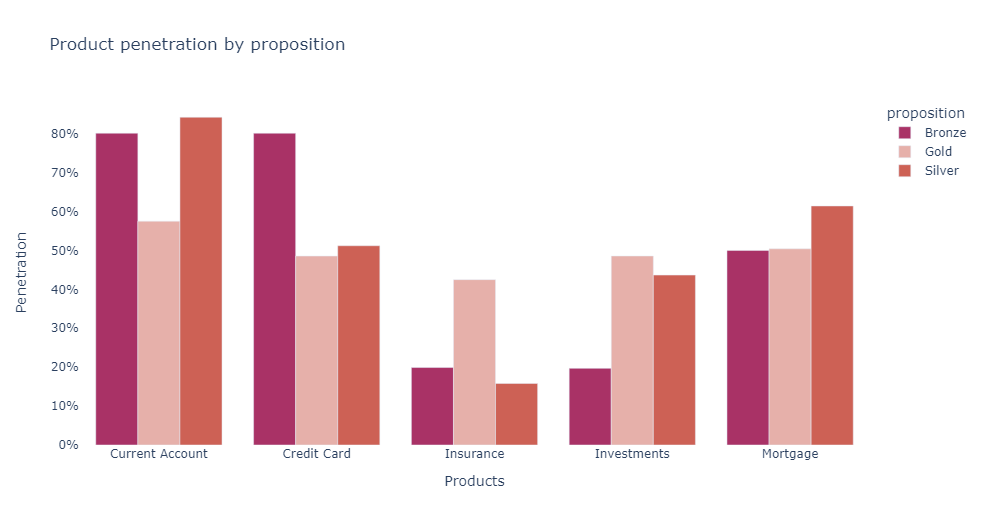 Product penetration by proposition
proposition
Bronze
Gold
Silver
80%
70%
60%
50%
40%
30%
20%
10%
0%
Penetration
Current Account
Credit Card
Insurance
Investments
Mortgage
Products